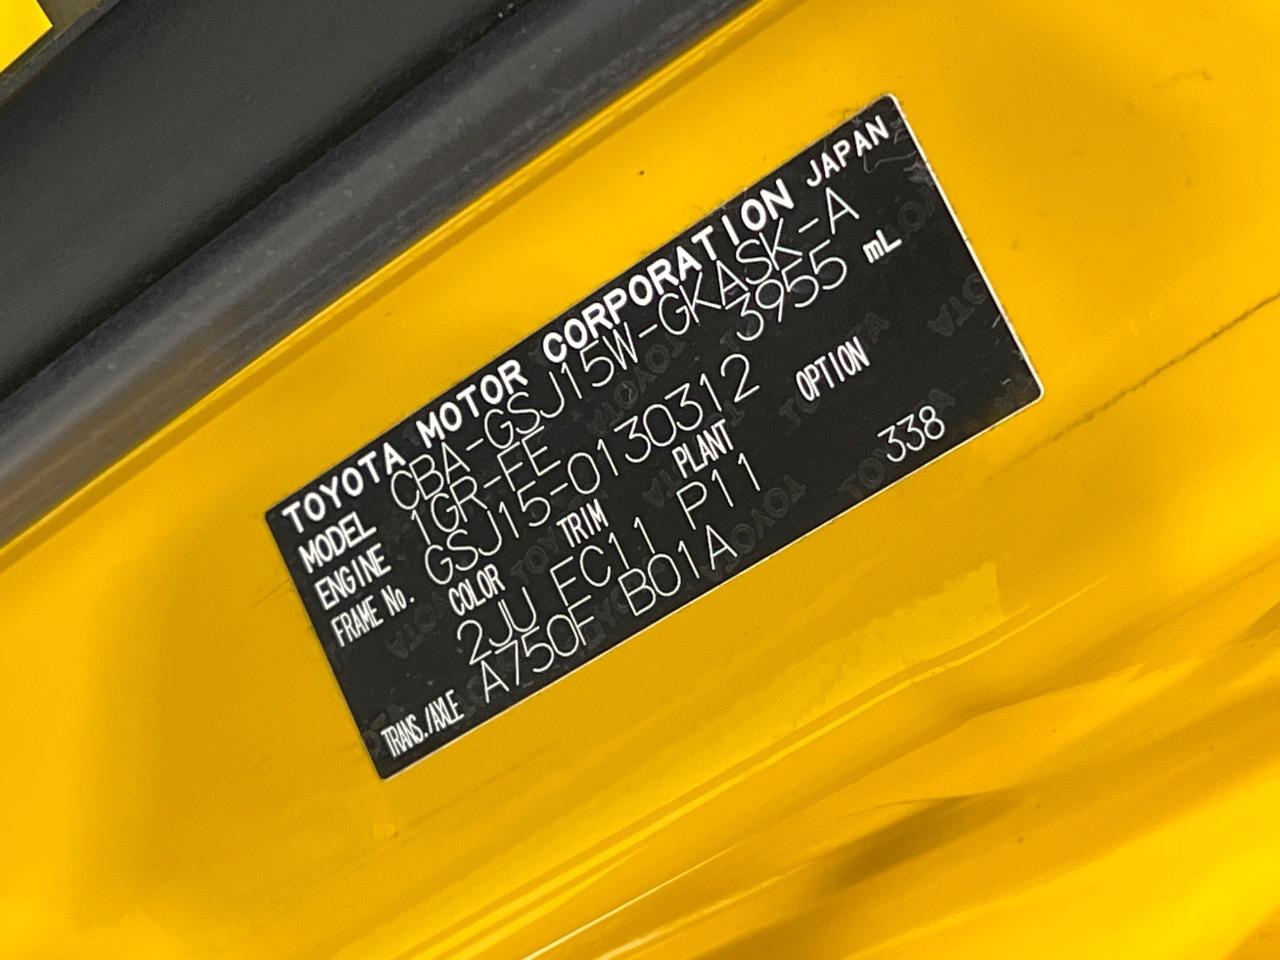 TOYOTA MOTOR CORPORATION JAPAN
MODEL CBA-GSJ15W-GKASK-A
ENGINE 1GR-FE 3955 mL
FRAME No. GSJ15-0130312
COLOR TRIM PLANT OPTION
2JU FC11 P11 338
TRANS./AXLE A750F B01A